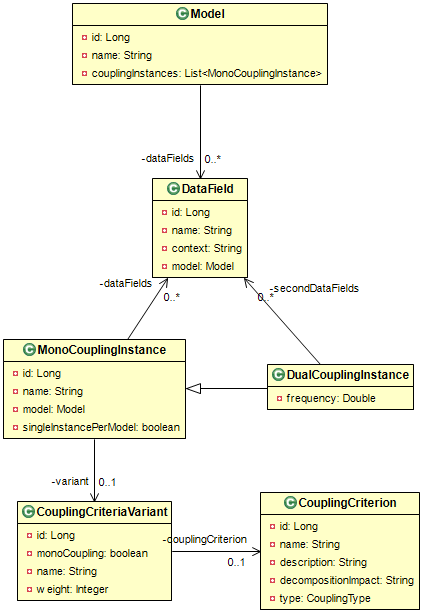 Model
id: Long
name: String
couplingInstances: List<MonoCouplingInstance>
-dataFields
0..*
DataField
id: Long
name: String
context: String
model: Model
-dataFields
0..*
0..*
-secondDataFields
MonoCouplingInstance
id: Long
name: String
model: Model
singleInstancePerModel: boolean
DualCouplingInstance
frequency: Double
-variant
0..1
CouplingCriteriaVariant
id: Long
monoCoupling: boolean
name: String
weight: Integer
-couplingCriterion
0..1
CouplingCriterion
id: Long
name: String
description: String
decompositionImpact: String
type: CouplingType